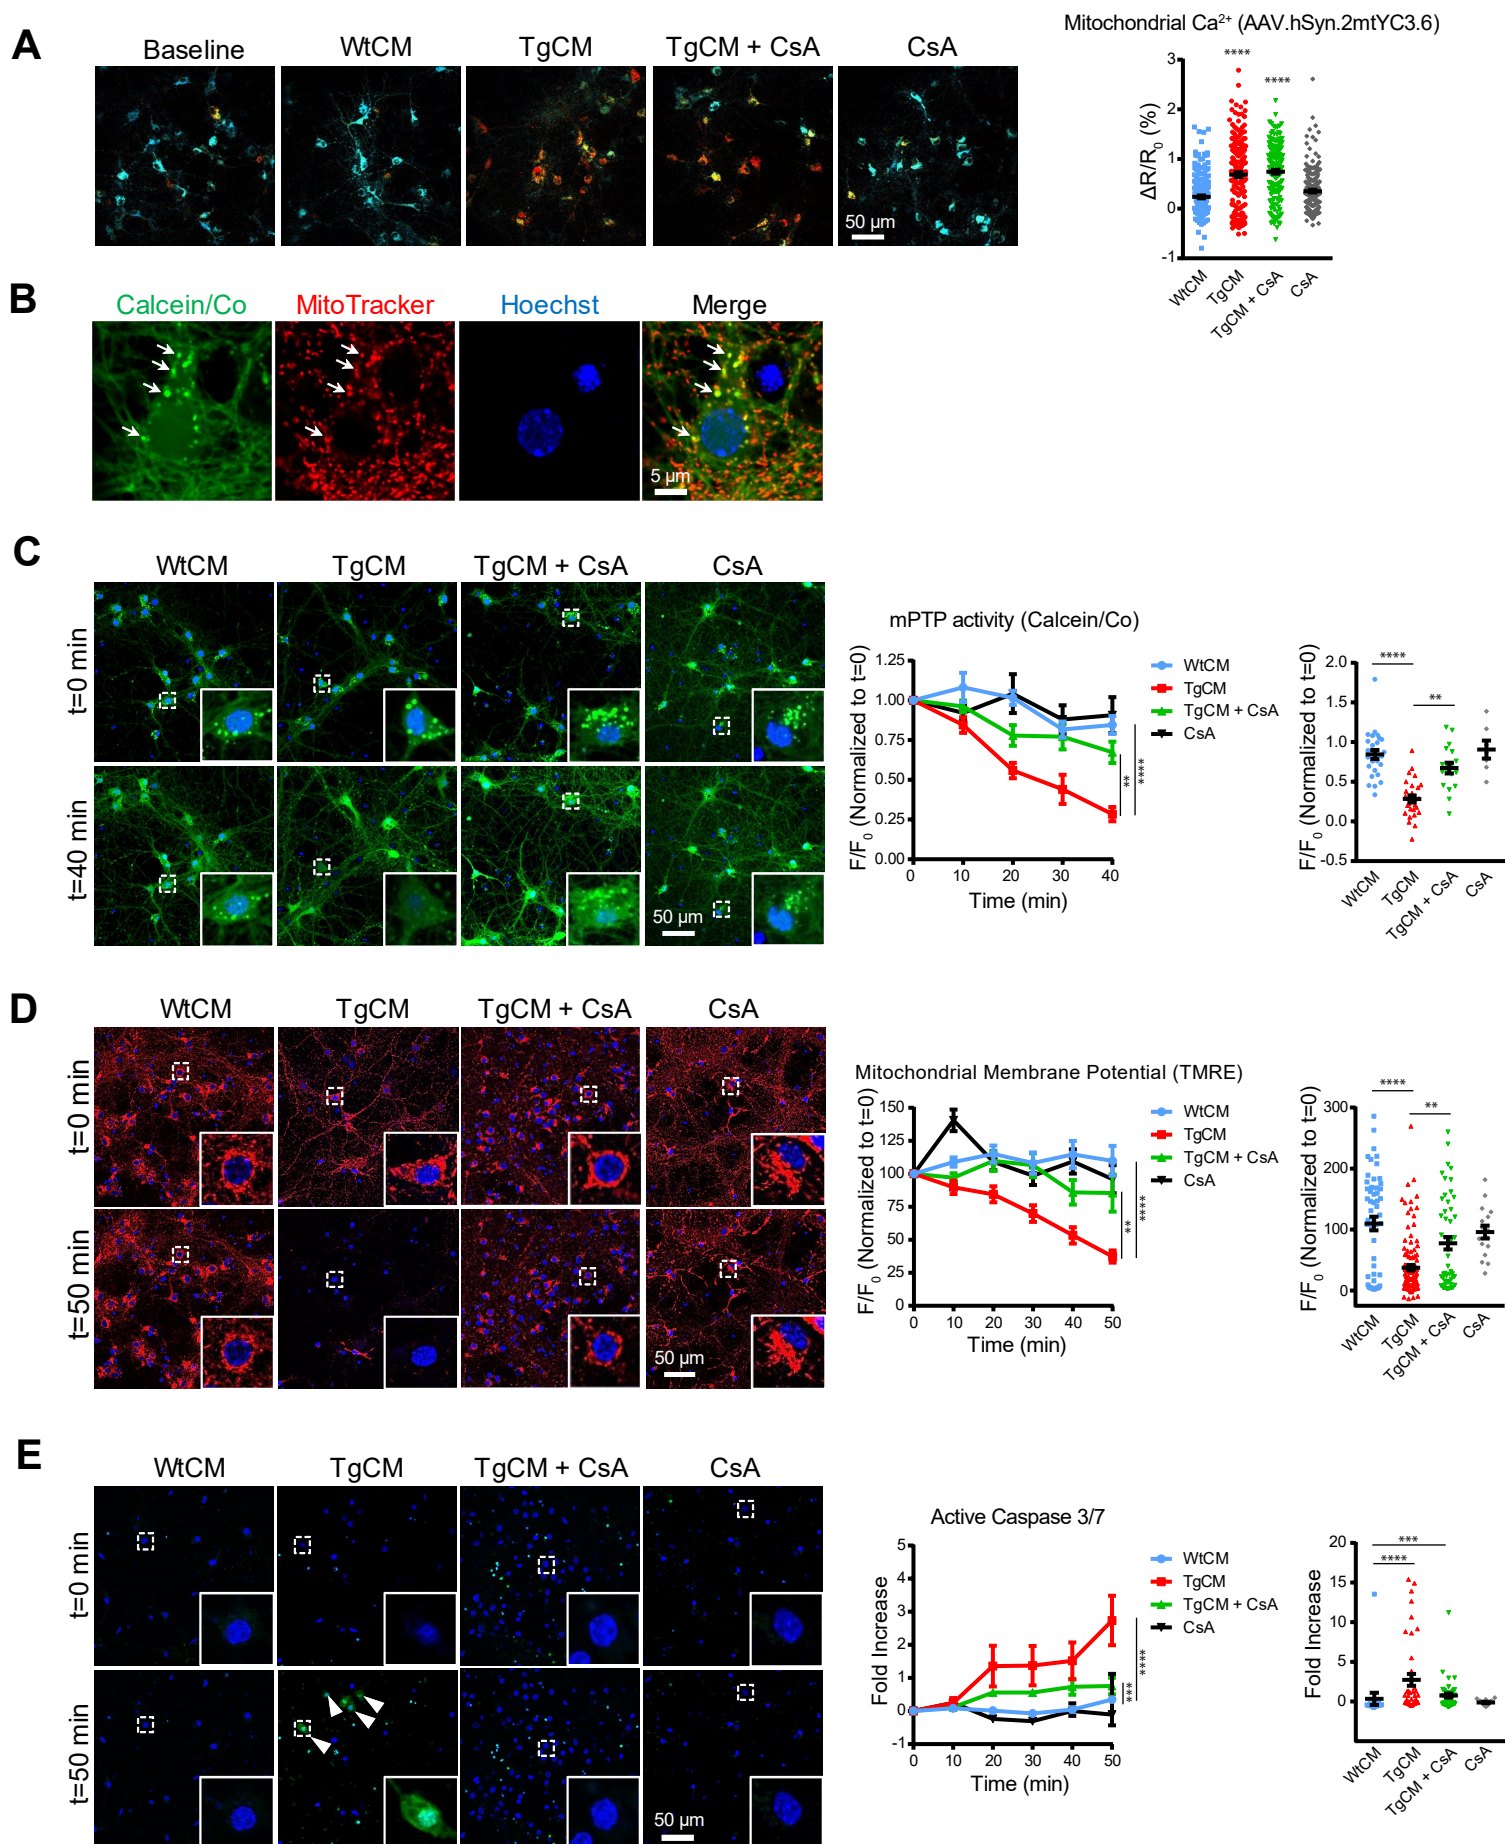 A
Baseline
WtCM
TgCM
TgCM + CsA
CsA
50 µm
Mitochondrial Ca²⁺ (AAV.hSyn.2mtYC3.6)
ΔR/R₀ (%)
3
2
1
0
-1
****
****
WtCM
TgCM
TgCM + CsA
CsA
B
Calcein/Co
MitoTracker
Hoechst
Merge
5 µm
C
WtCM
TgCM
TgCM + CsA
CsA
t=0 min
t=40 min
50 µm
mPTP activity (Calcein/Co)
F/F₀ (Normalized to t=0)
1.25
1.00
0.75
0.50
0.25
0.00
0
10
20
30
40
Time (min)
WtCM
TgCM
TgCM + CsA
CsA
**
****
F/F₀ (Normalized to t=0)
2.0
1.5
1.0
0.5
0.0
-0.5
****
**
WtCM
TgCM
TgCM + CsA
CsA
D
WtCM
TgCM
TgCM + CsA
CsA
t=0 min
t=50 min
50 µm
Mitochondrial Membrane Potential (TMRE)
F/F₀ (Normalized to t=0)
150
125
100
75
50
25
0
0
10
20
30
40
50
Time (min)
WtCM
TgCM
TgCM + CsA
CsA
**
****
F/F₀ (Normalized to t=0)
300
200
100
0
****
**
WtCM
TgCM
TgCM + CsA
CsA
E
WtCM
TgCM
TgCM + CsA
CsA
t=0 min
t=50 min
50 µm
Active Caspase 3/7
Fold Increase
5
4
3
2
1
0
-1
0
10
20
30
40
50
Time (min)
WtCM
TgCM
TgCM + CsA
CsA
***
****
Fold Increase
20
15
10
5
0
***
****
WtCM
TgCM
TgCM + CsA
CsA